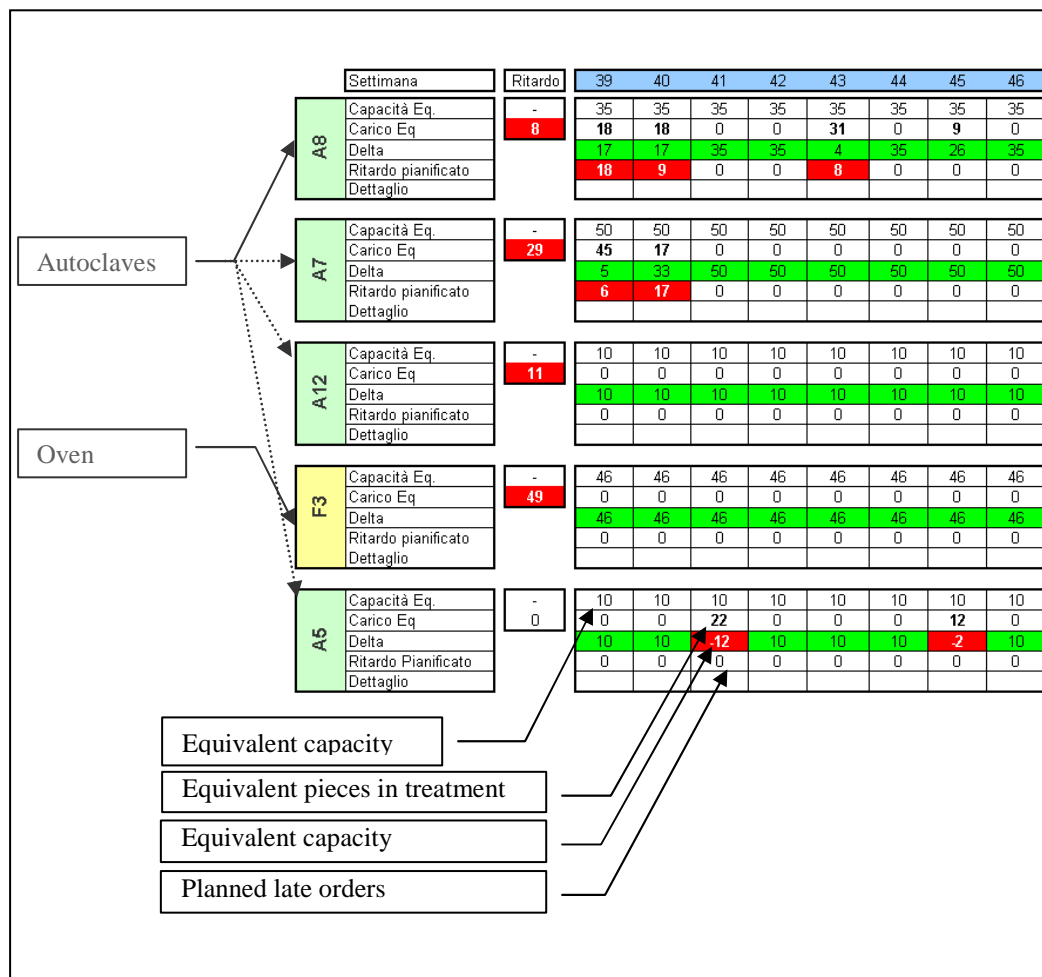 Settimana Ritardo 39 40 41 42 43 44 45 46
A8
Capacità Eq. - 35 35 35 35 35 35 35 35
Carico Eq 8 18 18 0 0 31 0 9 0
Delta 17 17 35 35 4 35 26 35
Ritardo pianificato 18 9 0 0 8 0 0 0
Dettaglio
Autoclaves
A7
Capacità Eq. - 50 50 50 50 50 50 50 50
Carico Eq 29 45 17 0 0 0 0 0 0
Delta 5 33 50 50 50 50 50 50
Ritardo pianificato 6 17 0 0 0 0 0 0
Dettaglio
A12
Capacità Eq. - 10 10 10 10 10 10 10 10
Carico Eq 11 0 0 0 0 0 0 0 0
Delta 10 10 10 10 10 10 10 10
Ritardo pianificato 0 0 0 0 0 0 0 0
Dettaglio
Oven
F3
Capacità Eq. - 46 46 46 46 46 46 46 46
Carico Eq 49 0 0 0 0 0 0 0 0
Delta 46 46 46 46 46 46 46 46
Ritardo pianificato 0 0 0 0 0 0 0 0
Dettaglio
A5
Capacità Eq. - 10 10 10 10 10 10 10 10
Carico Eq 0 0 0 22 0 0 0 12 0
Delta 10 10 -12 10 10 10 -2 10
Ritardo Pianificato 0 0 0 0 0 0 0 0
Dettaglio
Equivalent capacity
Equivalent pieces in treatment
Equivalent capacity
Planned late orders